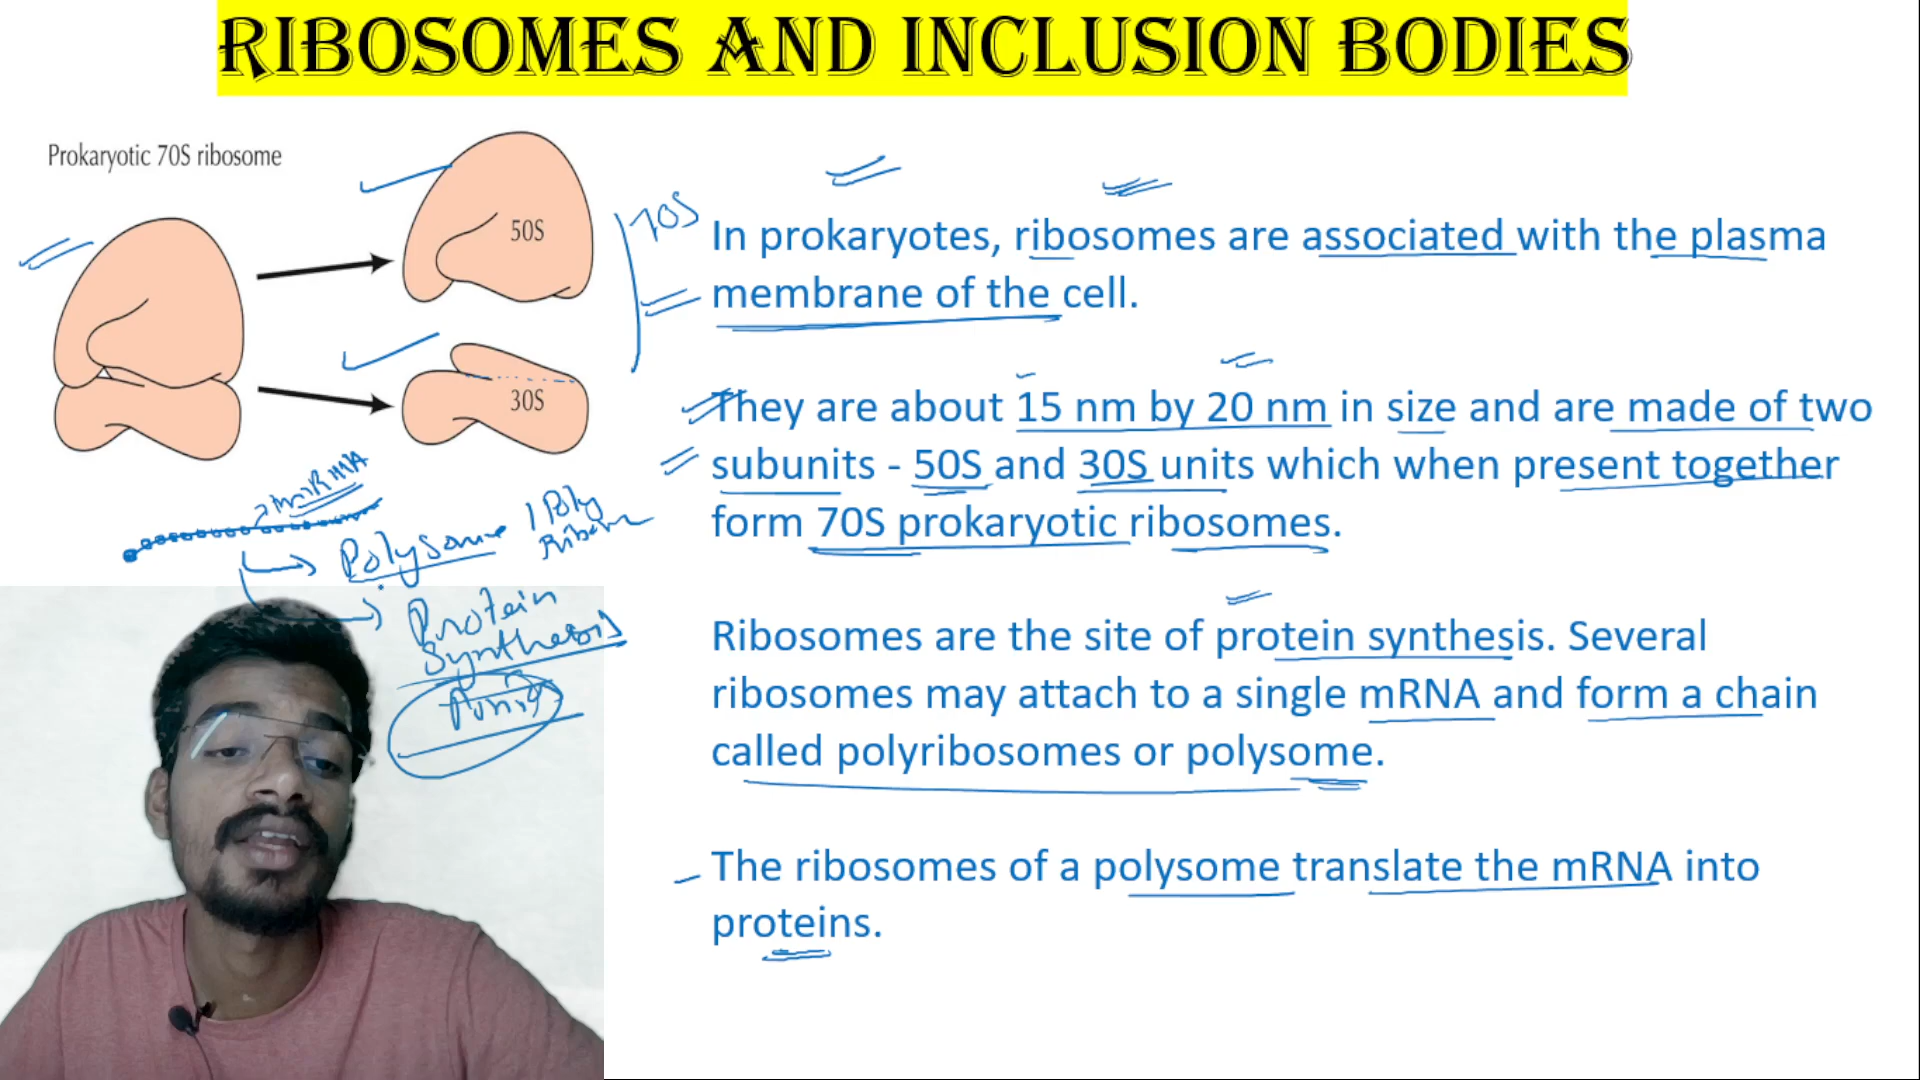 RIBOSOMES AND INCLUSION BODIES
Prokaryotic 70S ribosome
50S
30S
70S
In prokaryotes, ribosomes are associated with the plasma
membrane of the cell.
They are about 15 nm by 20 nm in size and are made of two
subunits - 50S and 30S units which when present together
form 70S prokaryotic ribosomes.
Ribosomes are the site of protein synthesis. Several
ribosomes may attach to a single mRNA and form a chain
called polyribosomes or polysome.
The ribosomes of a polysome translate the mRNA into
proteins.
Polysome
Poly
Protein
Synthesis